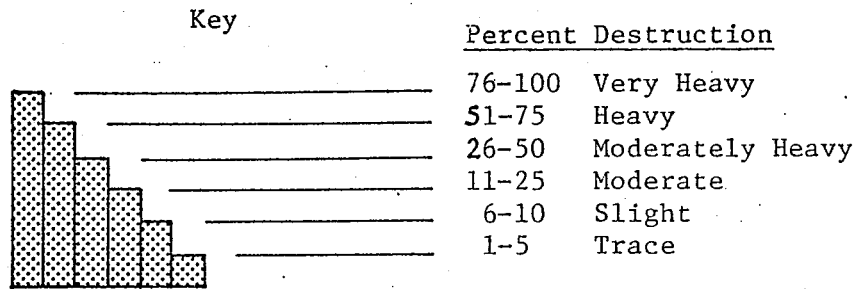 Key
Percent Destruction
76-100 Very Heavy
51-75 Heavy
26-50 Moderately Heavy
11-25 Moderate
6-10 Slight
1-5 Trace